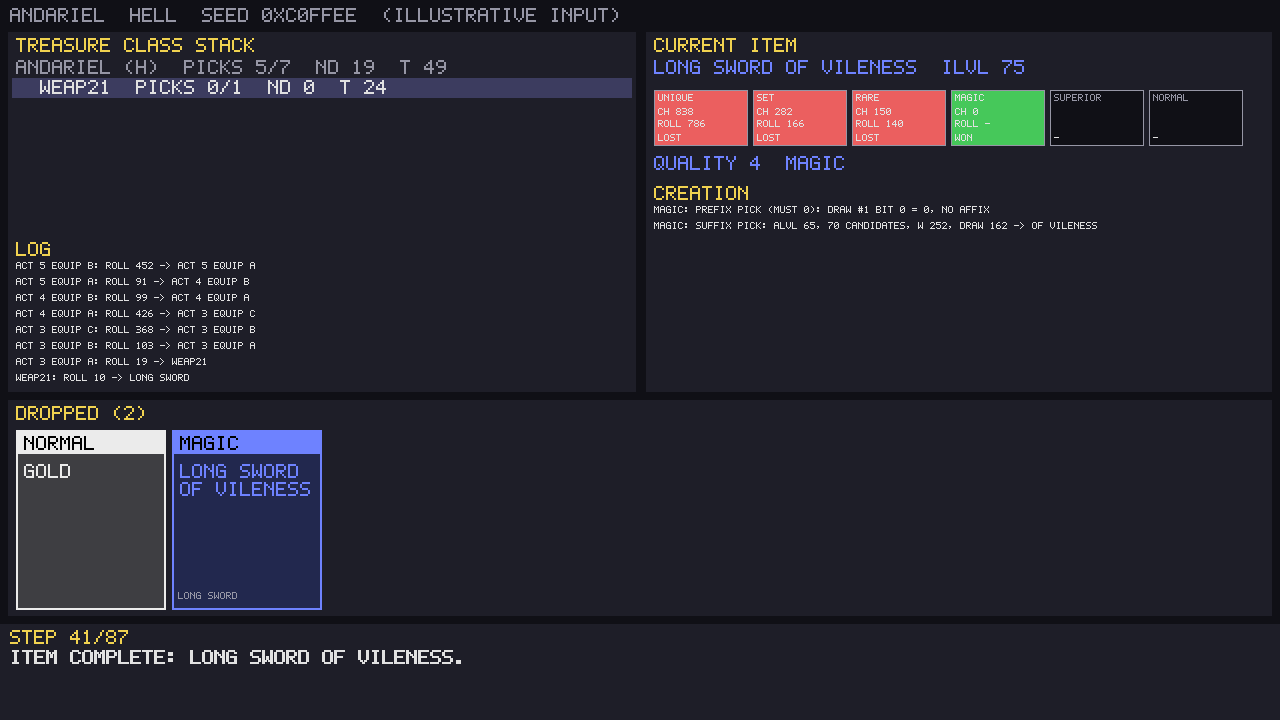 ANDARIEL  HELL  SEED 0XC0FFEE  (ILLUSTRATIVE INPUT)
TREASURE CLASS STACK
ANDARIEL (H)  PICKS 5/7  ND 19  T 49
WEAP21  PICKS 0/1  ND 0  T 24
LOG
ACT 5 EQUIP B: ROLL 452 -> ACT 5 EQUIP A
ACT 5 EQUIP A: ROLL 91 -> ACT 4 EQUIP B
ACT 4 EQUIP B: ROLL 99 -> ACT 4 EQUIP A
ACT 4 EQUIP A: ROLL 426 -> ACT 3 EQUIP C
ACT 3 EQUIP C: ROLL 368 -> ACT 3 EQUIP B
ACT 3 EQUIP B: ROLL 103 -> ACT 3 EQUIP A
ACT 3 EQUIP A: ROLL 19 -> WEAP21
WEAP21: ROLL 10 -> LONG SWORD
CURRENT ITEM
LONG SWORD OF VILENESS  ILVL 75
UNIQUE
CH 838
ROLL 786
LOST
SET
CH 282
ROLL 166
LOST
RARE
CH 150
ROLL 140
LOST
MAGIC
CH 0
ROLL -
WON
SUPERIOR
-
NORMAL
-
QUALITY 4  MAGIC
CREATION
MAGIC: PREFIX PICK (MUST 0): DRAW #1 BIT 0 = 0, NO AFFIX
MAGIC: SUFFIX PICK: ALVL 65, 70 CANDIDATES, W 252, DRAW 162 -> OF VILENESS
DROPPED (2)
NORMAL
GOLD
MAGIC
LONG SWORD
OF VILENESS
LONG SWORD
STEP 41/87
ITEM COMPLETE: LONG SWORD OF VILENESS.